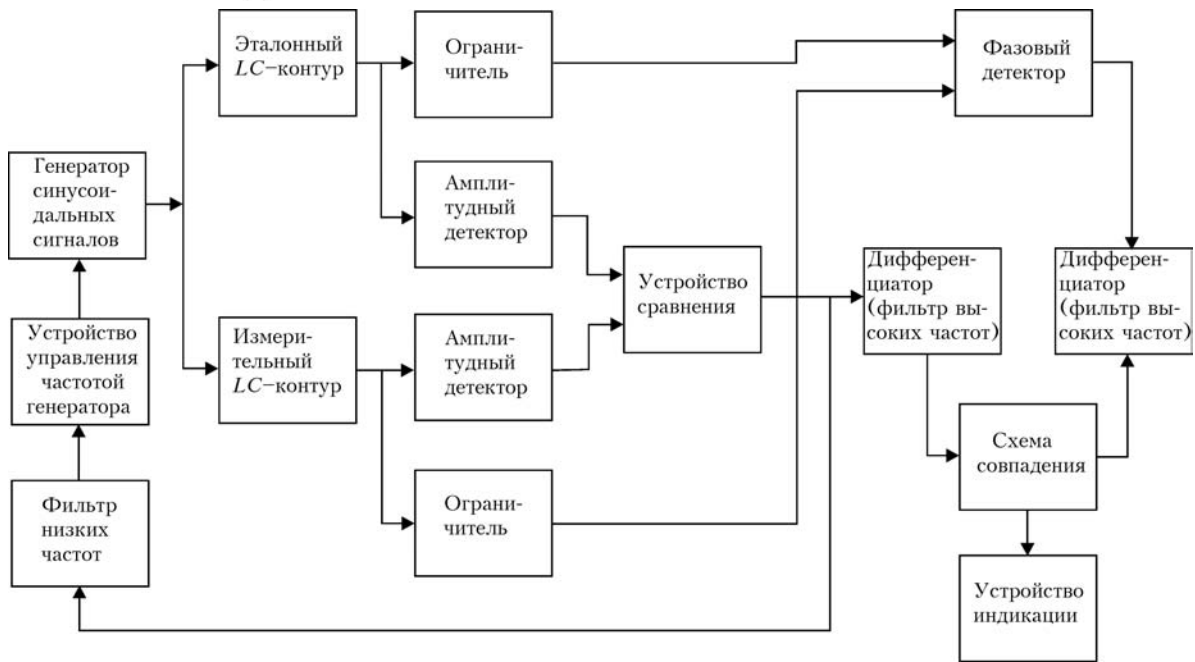 Эталонный
LC–контур
Ограни-
читель
Фазовый
детектор
Генератор
синусои-
дальных
сигналов
Ампли-
тудный
детектор
Устройство
сравнения
Дифферен-
циатор
(фильтр вы-
соких частот)
Дифферен-
циатор
(фильтр вы-
соких частот)
Устройство
управления
частотой
генератора
Измери-
тельный
LC–контур
Ампли-
тудный
детектор
Схема
совпадения
Фильтр
низких
частот
Ограни-
читель
Устройство
индикации